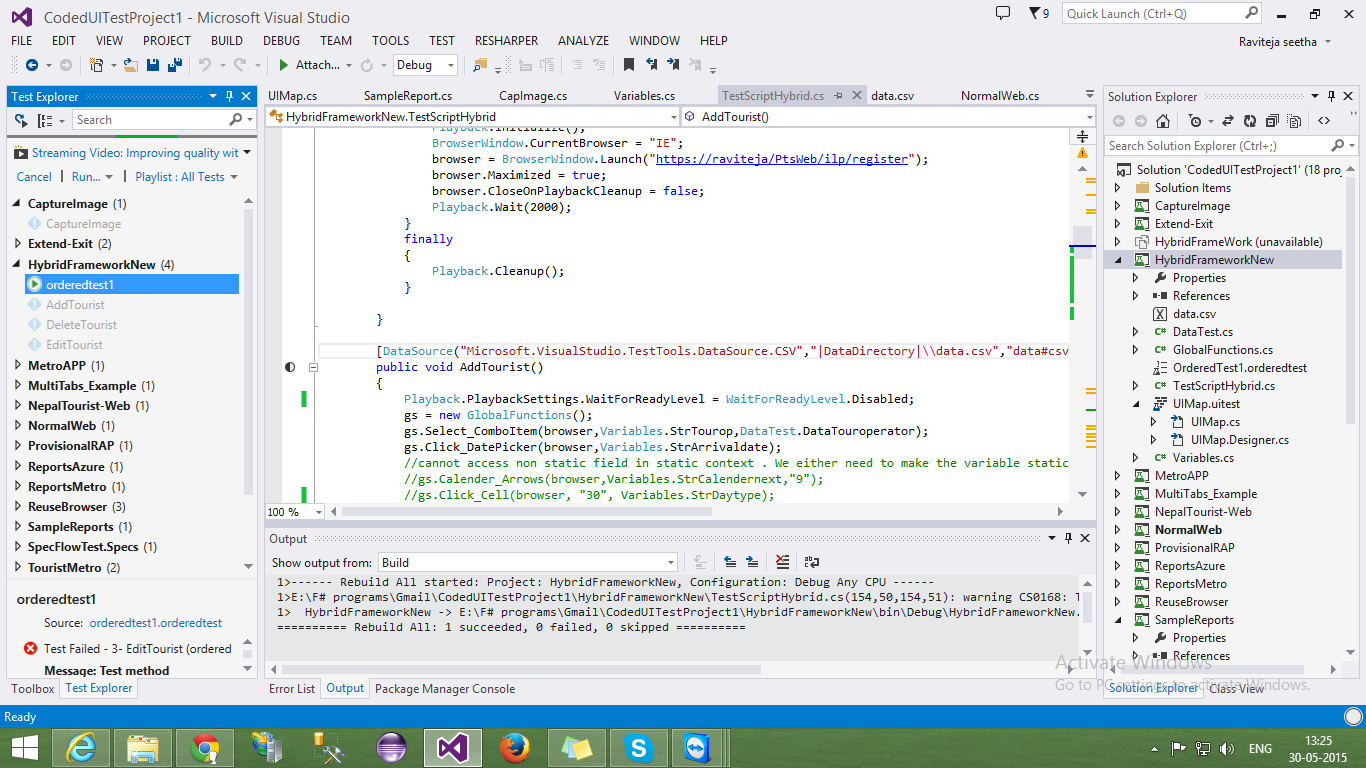 CodedUITestProject1 - Microsoft Visual Studio
9
Quick Launch (Ctrl+Q)
FILE EDIT VIEW PROJECT BUILD DEBUG TEAM TOOLS TEST RESHARPER ANALYZE WINDOW HELP
Raviteja seetha
Attach...
Debug
Test Explorer
Search
Streaming Video: Improving quality wit
Cancel | Run... | Playlist : All Tests
CaptureImage (1)
CaptureImage
Extend-Exit (2)
HybridFrameworkNew (4)
orderedtest1
AddTourist
DeleteTourist
EditTourist
MetroAPP (1)
MultiTabs_Example (1)
NepalTourist-Web (1)
NormalWeb (1)
ProvisionalRAP (1)
ReportsAzure (1)
ReportsMetro (1)
ReuseBrowser (3)
SampleReports (1)
SpecFlowTest.Specs (1)
TouristMetro (2)
orderedtest1
Source: orderedtest1.orderedtest
Test Failed - 3- EditTourist (ordered
Message: Test method
Toolbox Test Explorer
UIMap.cs SampleReport.cs CapImage.cs Variables.cs TestScriptHybrid.cs data.csv NormalWeb.cs
HybridFrameworkNew.TestScriptHybrid
AddTourist()
Playback.Initialize();
BrowserWindow.CurrentBrowser = "IE";
browser = BrowserWindow.Launch("https://raviteja/PtsWeb/ilp/register");
browser.Maximized = true;
browser.CloseOnPlaybackCleanup = false;
Playback.Wait(2000);
}
finally
{
Playback.Cleanup();
}
}
[DataSource("Microsoft.VisualStudio.TestTools.DataSource.CSV","|DataDirectory|\\data.csv","data#csv
public void AddTourist()
{
Playback.PlaybackSettings.WaitForReadyLevel = WaitForReadyLevel.Disabled;
gs = new GlobalFunctions();
gs.Select_ComboItem(browser,Variables.StrTourop,DataTest.DataTouroperator);
gs.Click_DatePicker(browser,Variables.StrArrivaldate);
//cannot access non static field in static context . We either need to make the variable static
//gs.Calender_Arrows(browser,Variables.StrCalendernext,"9");
//gs.Click_Cell(browser, "30", Variables.StrDaytype);
100 %
Output
Show output from: Build
1>------ Rebuild All started: Project: HybridFrameworkNew, Configuration: Debug Any CPU ------
1>E:\F# programs\Gmail\CodedUITestProject1\HybridFrameworkNew\TestScriptHybrid.cs(154,50,154,51): warning CS0168:
1> HybridFrameworkNew -> E:\F# programs\Gmail\CodedUITestProject1\HybridFrameworkNew\bin\Debug\HybridFrameworkNew.
========== Rebuild All: 1 succeeded, 0 failed, 0 skipped ==========
Error List Output Package Manager Console
Solution Explorer
Search Solution Explorer (Ctrl+;)
Solution 'CodedUITestProject1' (18 proj
Solution Items
CaptureImage
Extend-Exit
HybridFrameWork (unavailable)
HybridFrameworkNew
Properties
References
data.csv
DataTest.cs
GlobalFunctions.cs
OrderedTest1.orderedtest
TestScriptHybrid.cs
UIMap.uitest
UIMap.cs
UIMap.Designer.cs
Variables.cs
MetroAPP
MultiTabs_Example
NepalTourist-Web
NormalWeb
ProvisionalRAP
ReportsAzure
ReportsMetro
ReuseBrowser
SampleReports
Properties
References
Solution Explorer Class View
Activate Windows
Go to PC settings to activate Windows.
Ready
ENG
13:25
30-05-2015